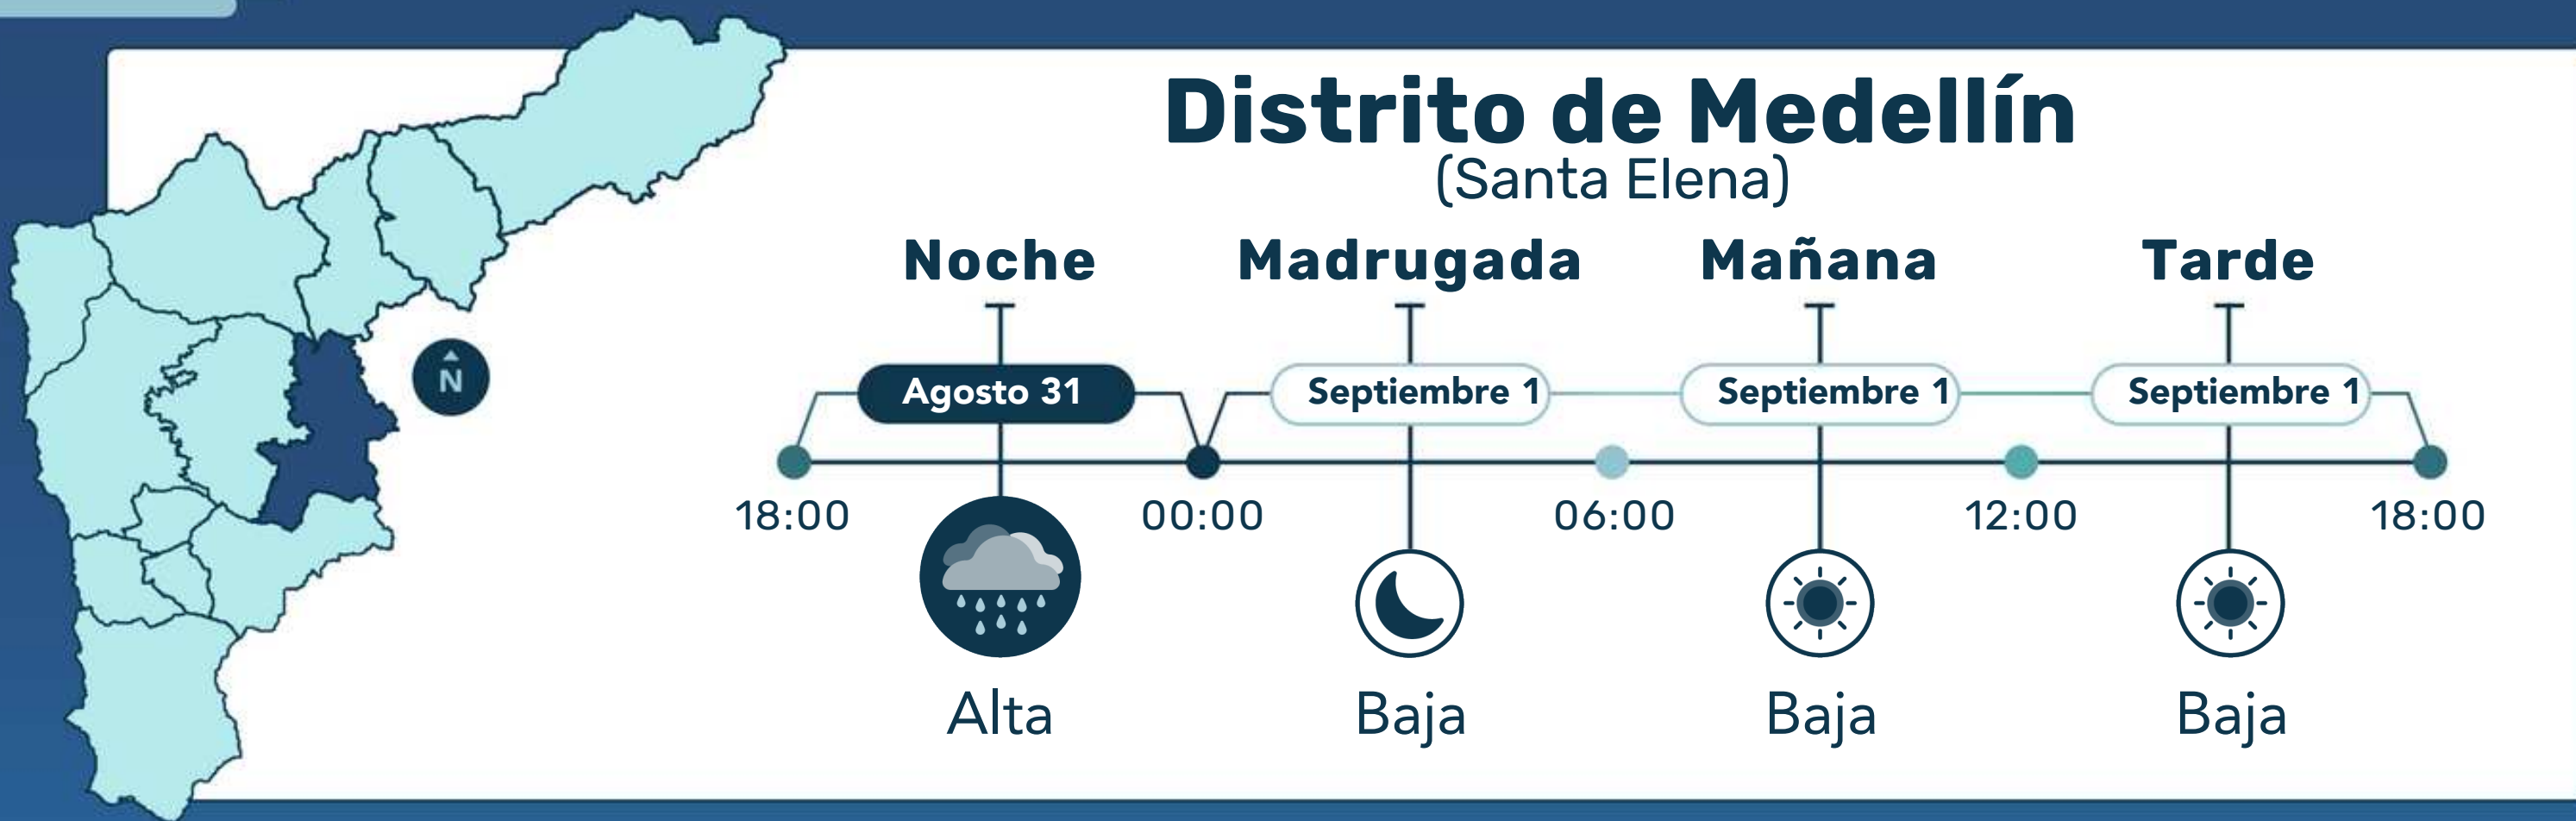 Distrito de Medellín
(Santa Elena)
Noche Madrugada Mañana Tarde
N
Agosto 31 Septiembre 1 Septiembre 1 Septiembre 1
18:00 00:00 06:00 12:00 18:00
Alta Baja Baja Baja